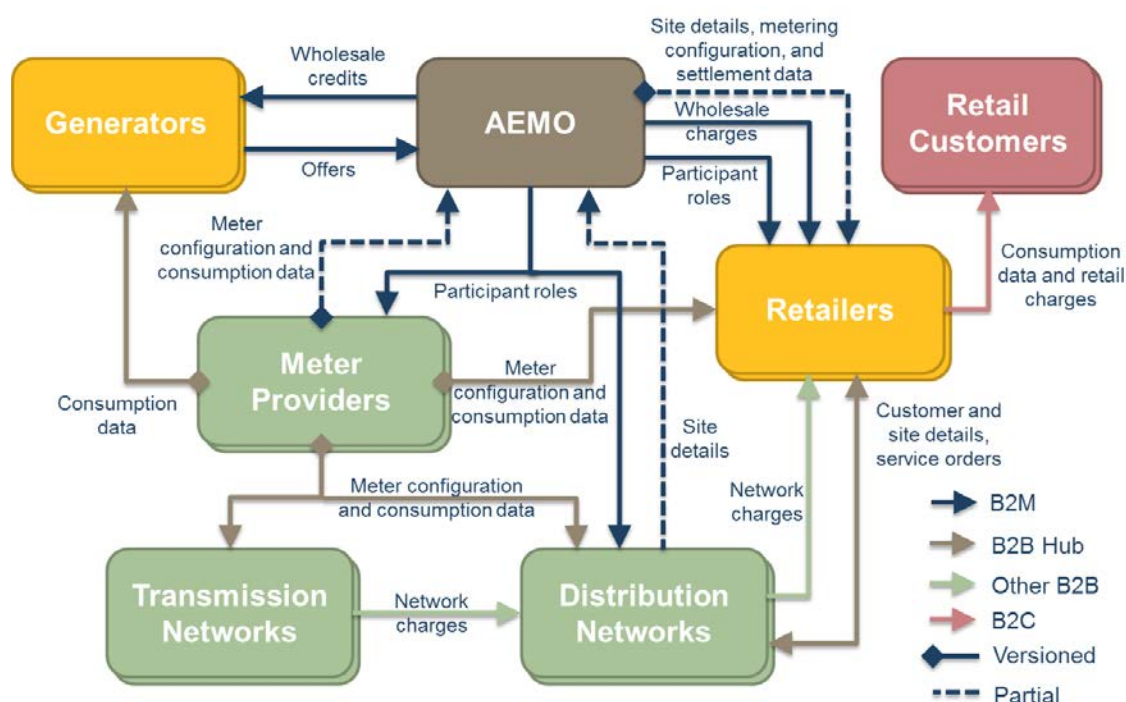 Wholesale
credits
Site details, metering
configuration, and
settlement data
Generators
AEMO
Wholesale
charges
Retail
Customers
Offers
Participant
roles
Meter
configuration and
consumption data
Participant roles
Retailers
Consumption
data and retail
charges
Meter
Providers
Meter
configuration and
consumption data
Consumption
data
Site
details
Customer and
site details,
service orders
Meter configuration
and consumption data
Network
charges
Transmission
Networks
Network
charges
Distribution
Networks
B2M
B2B Hub
Other B2B
B2C
Versioned
Partial